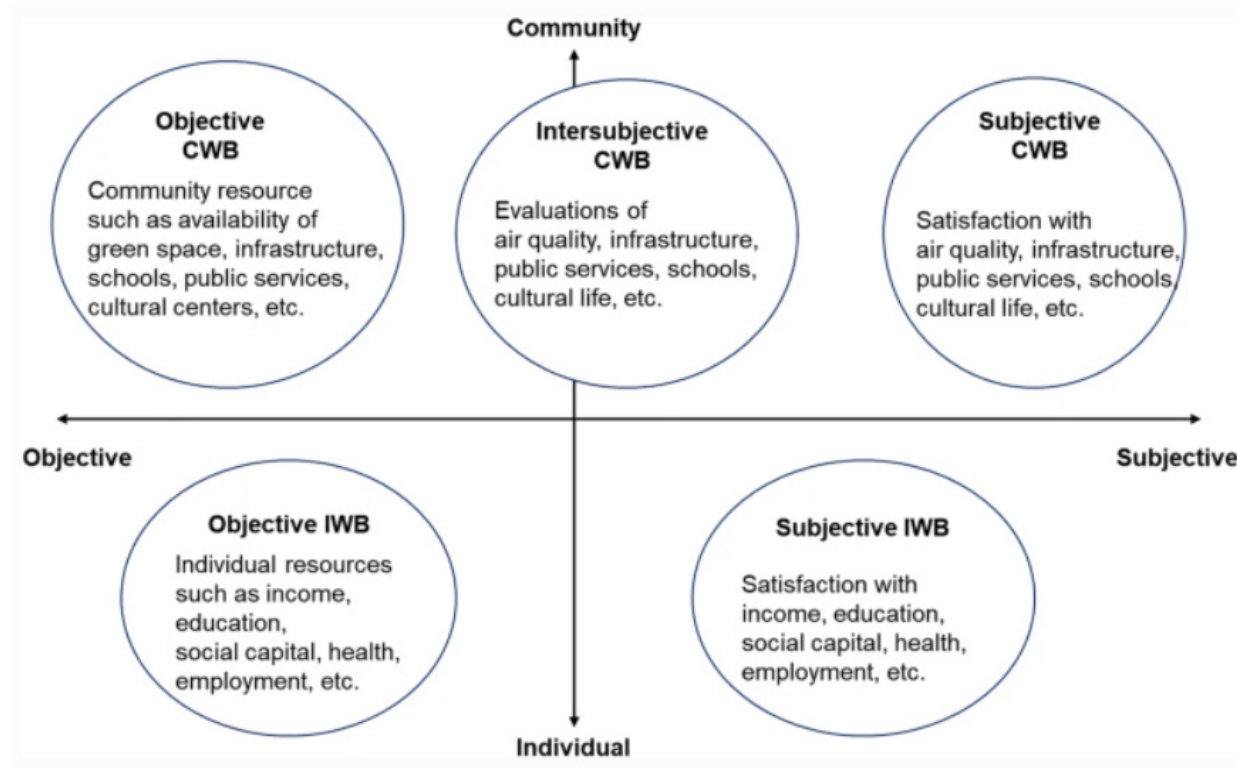 Community
Objective
CWB
Community resource
such as availability of
green space, infrastructure,
schools, public services,
cultural centers, etc.
Intersubjective
CWB
Evaluations of
air quality, infrastructure,
public services, schools,
cultural life, etc.
Subjective
CWB
Satisfaction with
air quality, infrastructure,
public services, schools,
cultural life, etc.
Objective
Subjective
Objective IWB
Individual resources
such as income,
education,
social capital, health,
employment, etc.
Subjective IWB
Satisfaction with
income, education,
social capital, health,
employment, etc.
Individual